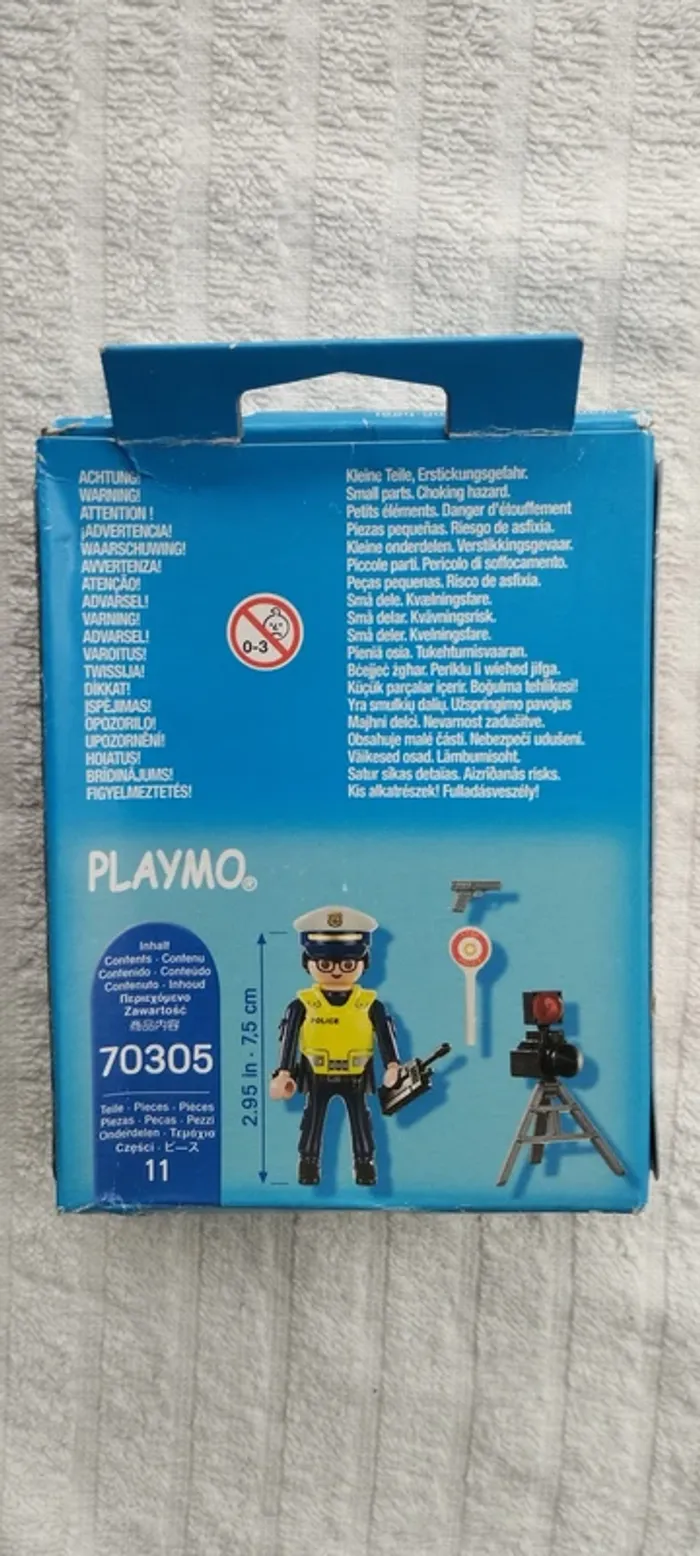 ACHTUNG! Kleine Teile, Erstickungsgefahr.
WARNING! Small parts. Choking hazard.
ATTENTION ! Petits éléments. Danger d'étouffement
¡ADVERTENCIA! Piezas pequeñas. Riesgo de asfixia.
WAARSCHUWING! Kleine onderdelen. Verstikkingsgevaar.
AVVERTENZA! Piccole parti. Pericolo di soffocamento.
ATENÇÃO! Peças pequenas. Risco de asfixia.
ADVARSEL! Små dele. Kvælningsfare.
VARNING! Små delar. Kvävningsrisk.
ADVARSEL! Små deler. Kvelningsfare.
VAROITUS! Pieniä osia. Tukehtumisvaaran.
TWISSIJA! Bċejjeċ żgħar. Periklu li wieħed jifga.
DİKKAT! Küçük parçalar içerir. Boğulma tehlikesi!
ĮSPĖJIMAS! Yra smulkių dalių. Užspringimo pavojus
OPOZORILO! Majhni delci. Nevarnost zadušitve.
UPOZORNĚNÍ! Obsahuje malé části. Nebezpečí udušení.
HOIATUS! Väikesed osad. Lämbumisoht.
BRĪDINĀJUMS! Satur sīkas detaļas. Aizrīšanās risks.
FIGYELMEZTETÉS! Kis alkatrészek! Fulladásveszély!
0-3
PLAYMO®
Inhalt
Contents · Contenu
Contenido · Conteúdo
Contenuto · Inhoud
Περιεχόμενο
Zawartość
商品内容
70305
Teile · Pieces · Pièces
Piezas · Peças · Pezzi
Onderdelen · Τεμάχια
Części · ピース
11
2.95 in · 7,5 cm
POLICE